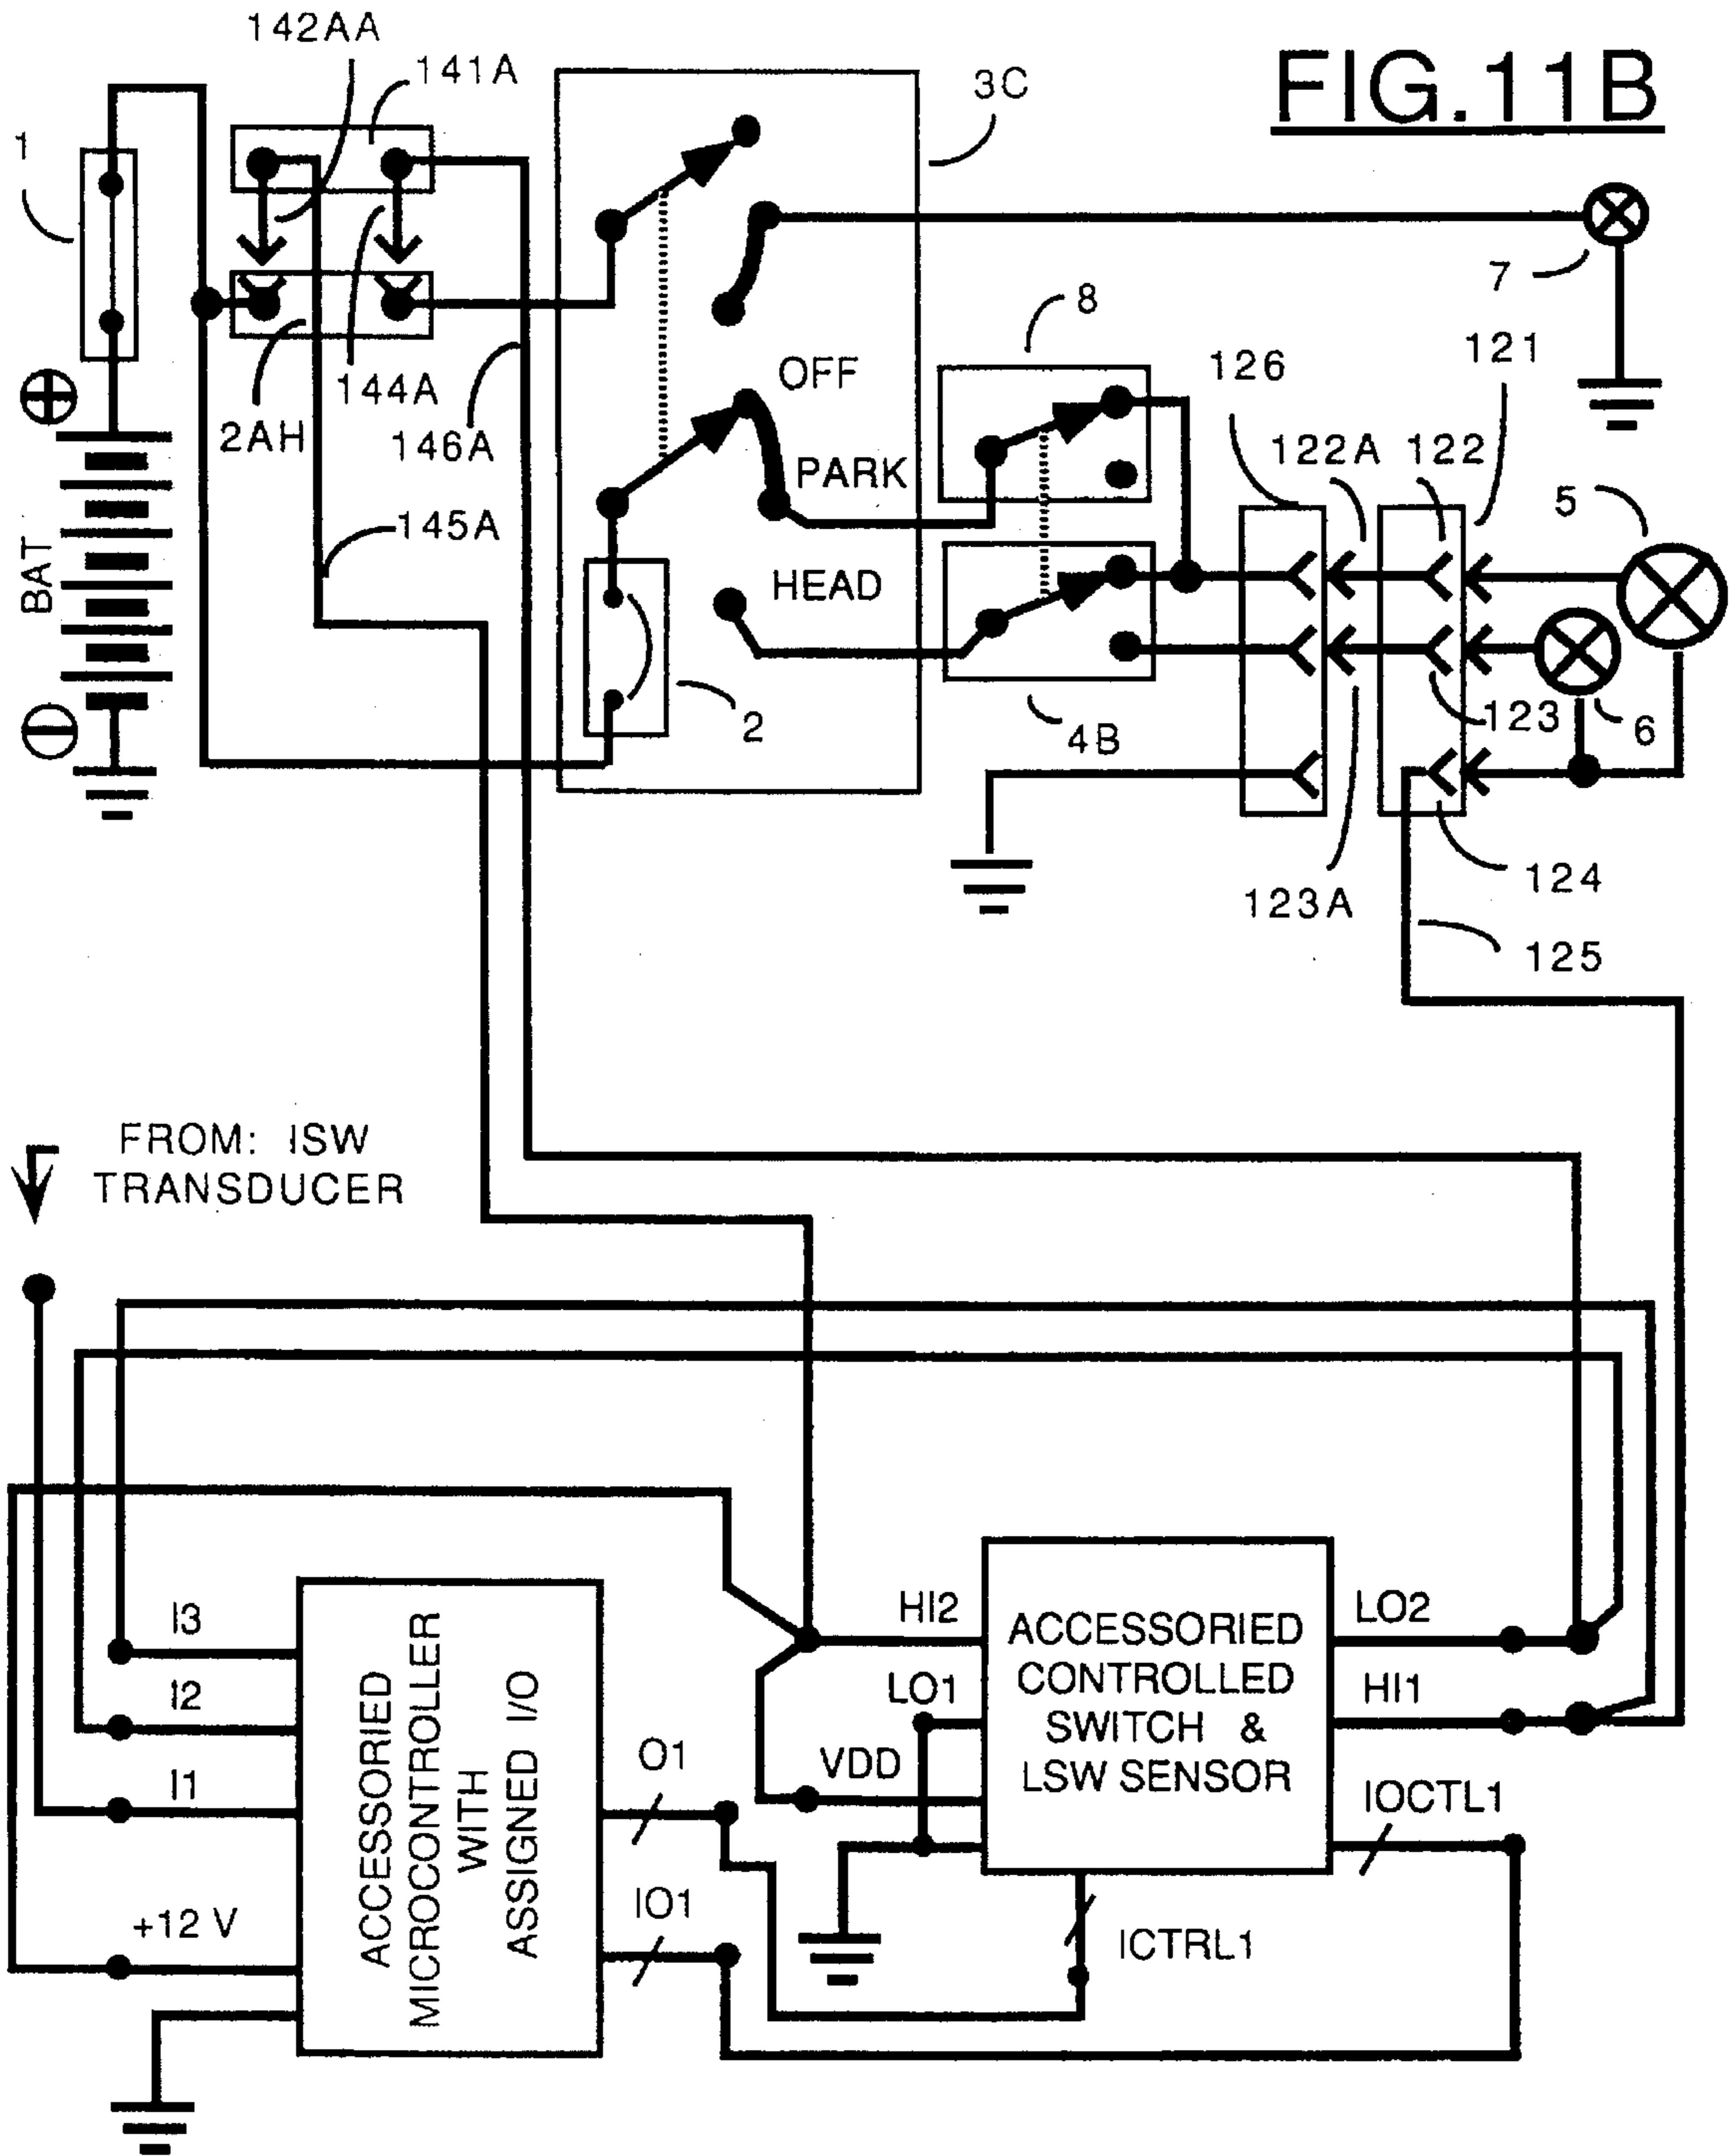 142AA
141A
3C
FIG.11B
1
7
8
OFF
126
121
144A
2AH
146A
122A
122
PARK
5
145A
BAT
HEAD
2
4B
123
6
123A
124
125
FROM: ISW
TRANSDUCER
I3
HI2
LO2
I2
LO1
HI1
I1
O1
VDD
IOCTL1
+12 V
IO1
ICTRL1
ACCESSORIED
MICROCONTROLLER
WITH
ASSIGNED I/O
ACCESSORIED
CONTROLLED
SWITCH &
LSW SENSOR